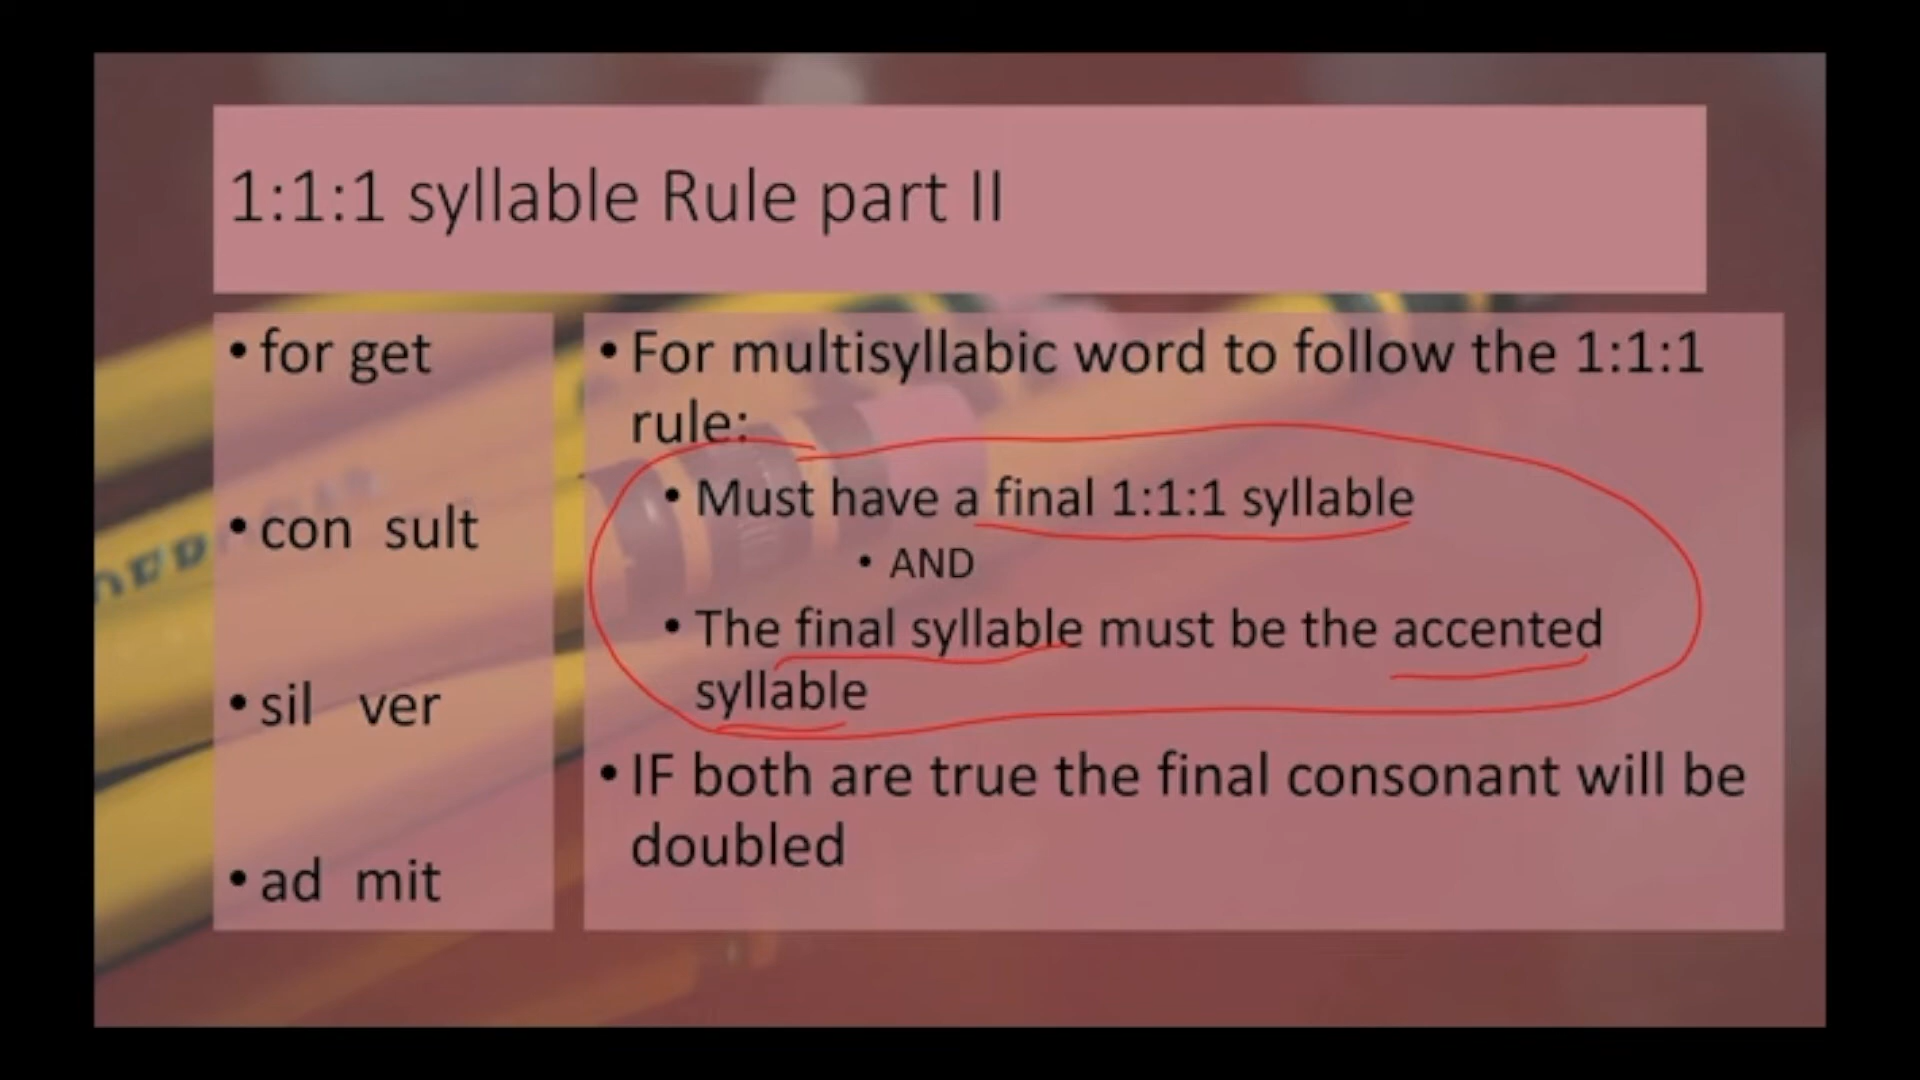 1:1:1 syllable Rule part II
• for get
• con sult
• sil ver
• ad mit
• For multisyllabic word to follow the 1:1:1
rule:
• Must have a final 1:1:1 syllable
• AND
• The final syllable must be the accented
syllable
• IF both are true the final consonant will be
doubled